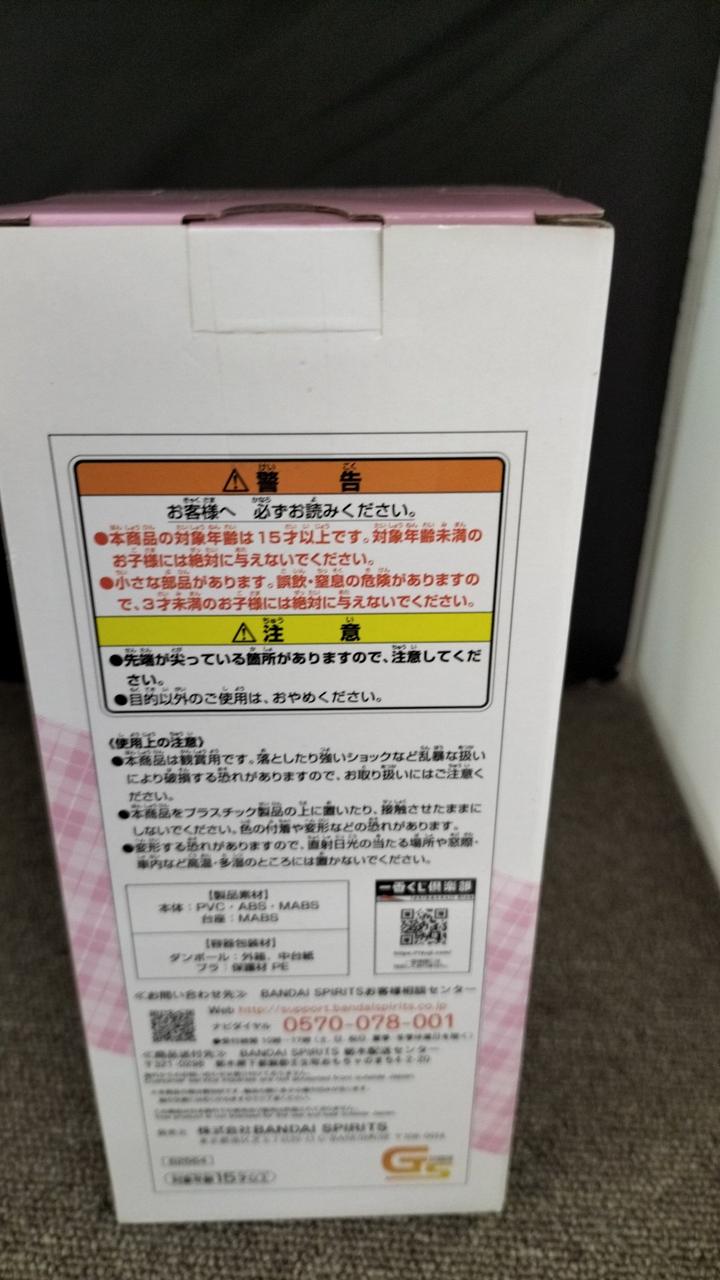 警告
お客様へ 必ずお読みください。
●本商品の対象年齢は15才以上です。対象年齢未満の
お子様には絶対に与えないでください。
●小さな部品があります。誤飲・窒息の危険がありますの
で、3才未満のお子様には絶対に与えないでください。
注意
●先端が尖っている箇所がありますので、注意してくだ
さい。
●目的以外のご使用は、おやめください。
《使用上の注意》
●本商品は観賞用です。落としたり強いショックなど乱暴な扱い
により破損する恐れがありますので、お取り扱いにはご注意く
ださい。
●本商品をプラスチック製品の上に置いたり、接触させたままに
しないでください。色の付着や変形などの恐れがあります。
●変形する恐れがありますので、直射日光の当たる場所や窓際・
車内など高温・多湿のところには置かないでください。
【製品素材】
本体:PVC・ABS・MABS
台座:MABS
【容器包装材】
ダンボール:外箱、中台紙
プラ:保護材 PE
一番くじ倶楽部
≪お問い合わせ先≫ BANDAI SPIRITSお客様相談センター
Web http://support.bandaispirits.co.jp
ナビダイヤル 0570-078-001
≪商品送付先≫ BANDAI SPIRITS 栃木配送センター
株式会社BANDAI SPIRITS
対象年齢15才以上